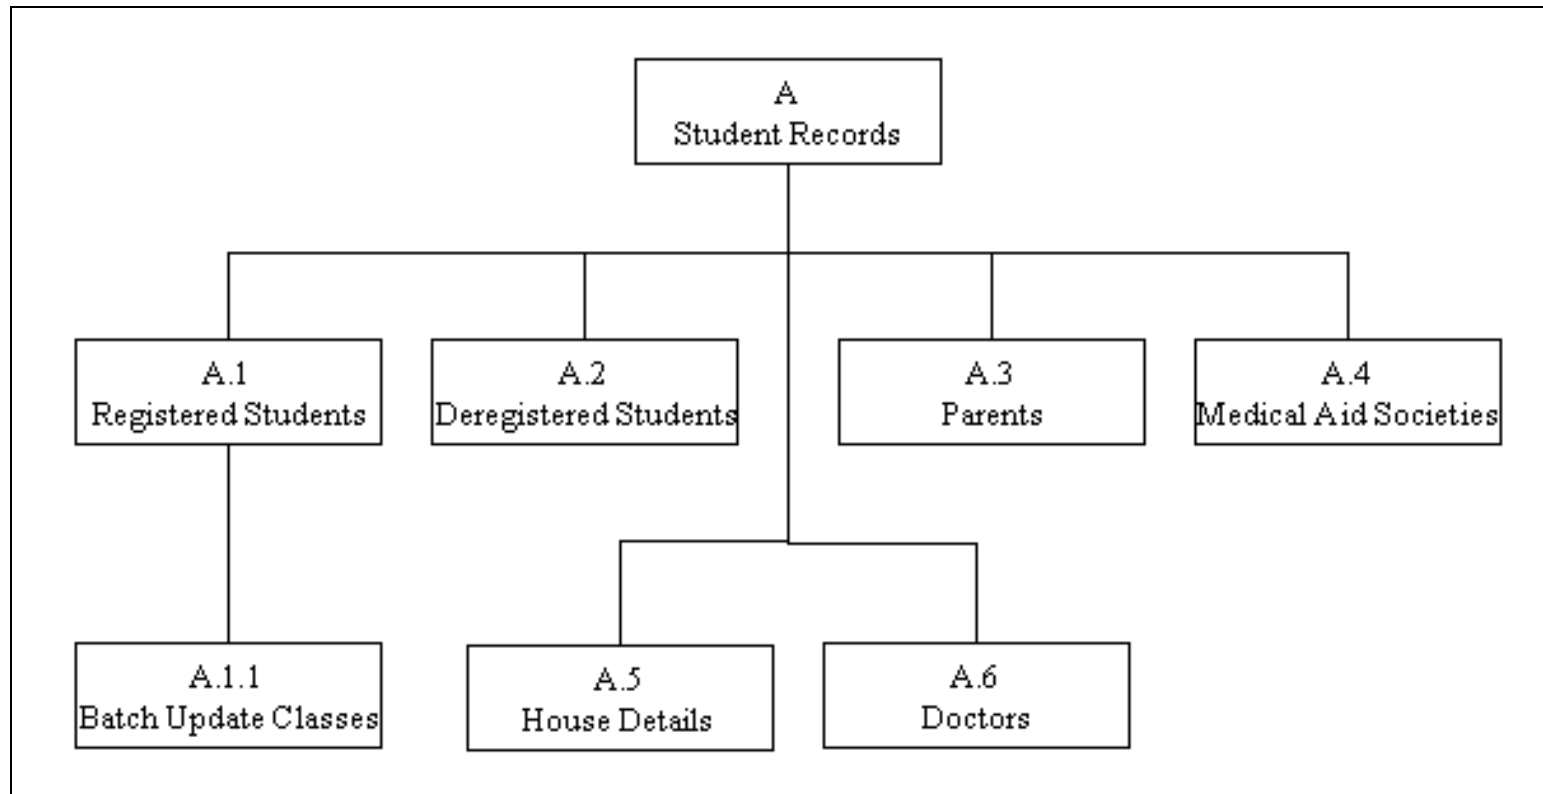 A
Student Records
A.1
Registered Students
A.2
Deregistered Students
A.3
Parents
A.4
Medical Aid Societies
A.1.1
Batch Update Classes
A.5
House Details
A.6
Doctors